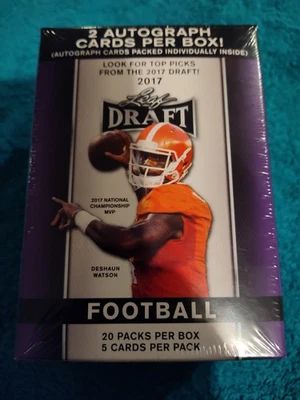 2 AUTOGRAPH
CARDS PER BOX!
(AUTOGRAPH CARDS PACKED INDIVIDUALLY INSIDE)
LOOK FOR TOP PICKS
FROM THE 2017 DRAFT!
2017
Leaf
DRAFT
2017 NATIONAL
CHAMPIONSHIP
MVP
DESHAUN
WATSON
FOOTBALL
20 PACKS PER BOX
5 CARDS PER PACK